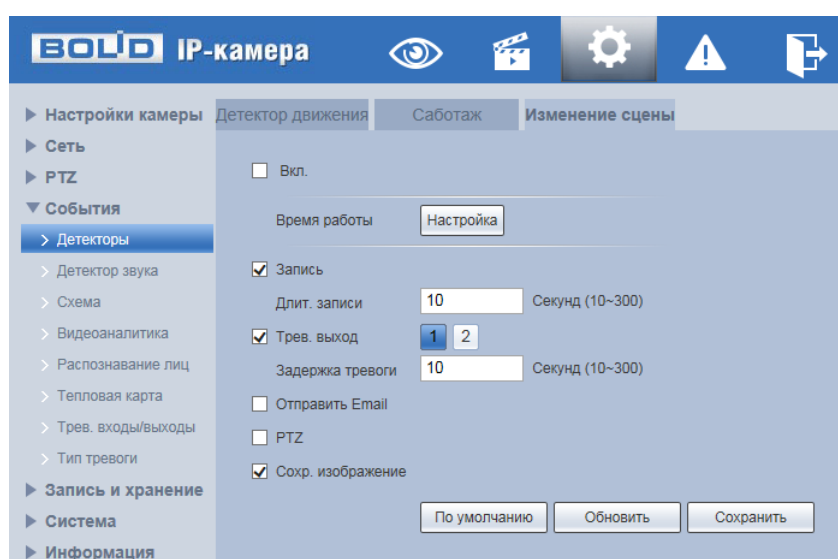 BOLID IP-камера
Настройки камеры
Сеть
PTZ
События
Детекторы
Детектор звука
Схема
Видеоаналитика
Распознавание лиц
Тепловая карта
Трев. входы/выходы
Тип тревоги
Запись и хранение
Система
Информация
Детектор движения Саботаж Изменение сцены
Вкл.
Время работы Настройка
Запись
Длит. записи 10 Секунд (10~300)
Трев. выход 1 2
Задержка тревоги 10 Секунд (10~300)
Отправить Email
PTZ
Сохр. изображение
По умолчанию Обновить Сохранить